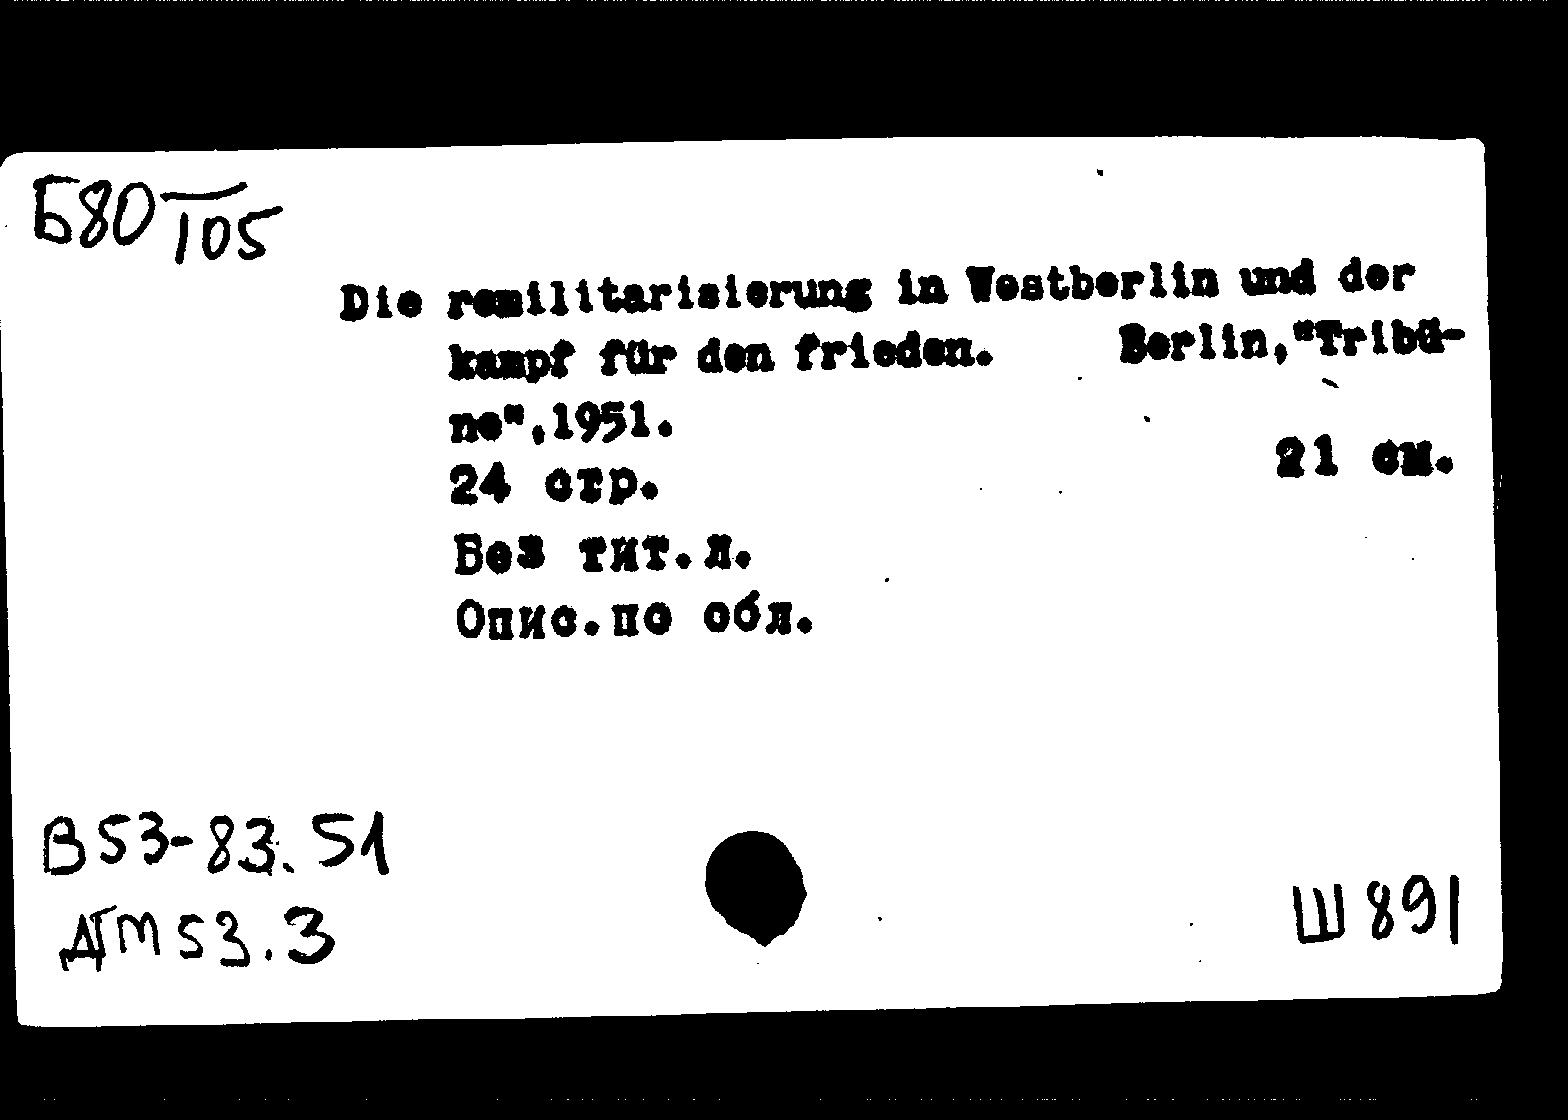 Б80/105
Die remilitarisierung in Westberlin und der
kampf für den frieden. Berlin,"Tribü-
ne",1951.
24 стр. 21 см.
Без тит.л.
Опис.по обл.
В53-83.51
ДГМ53.3
Ш891